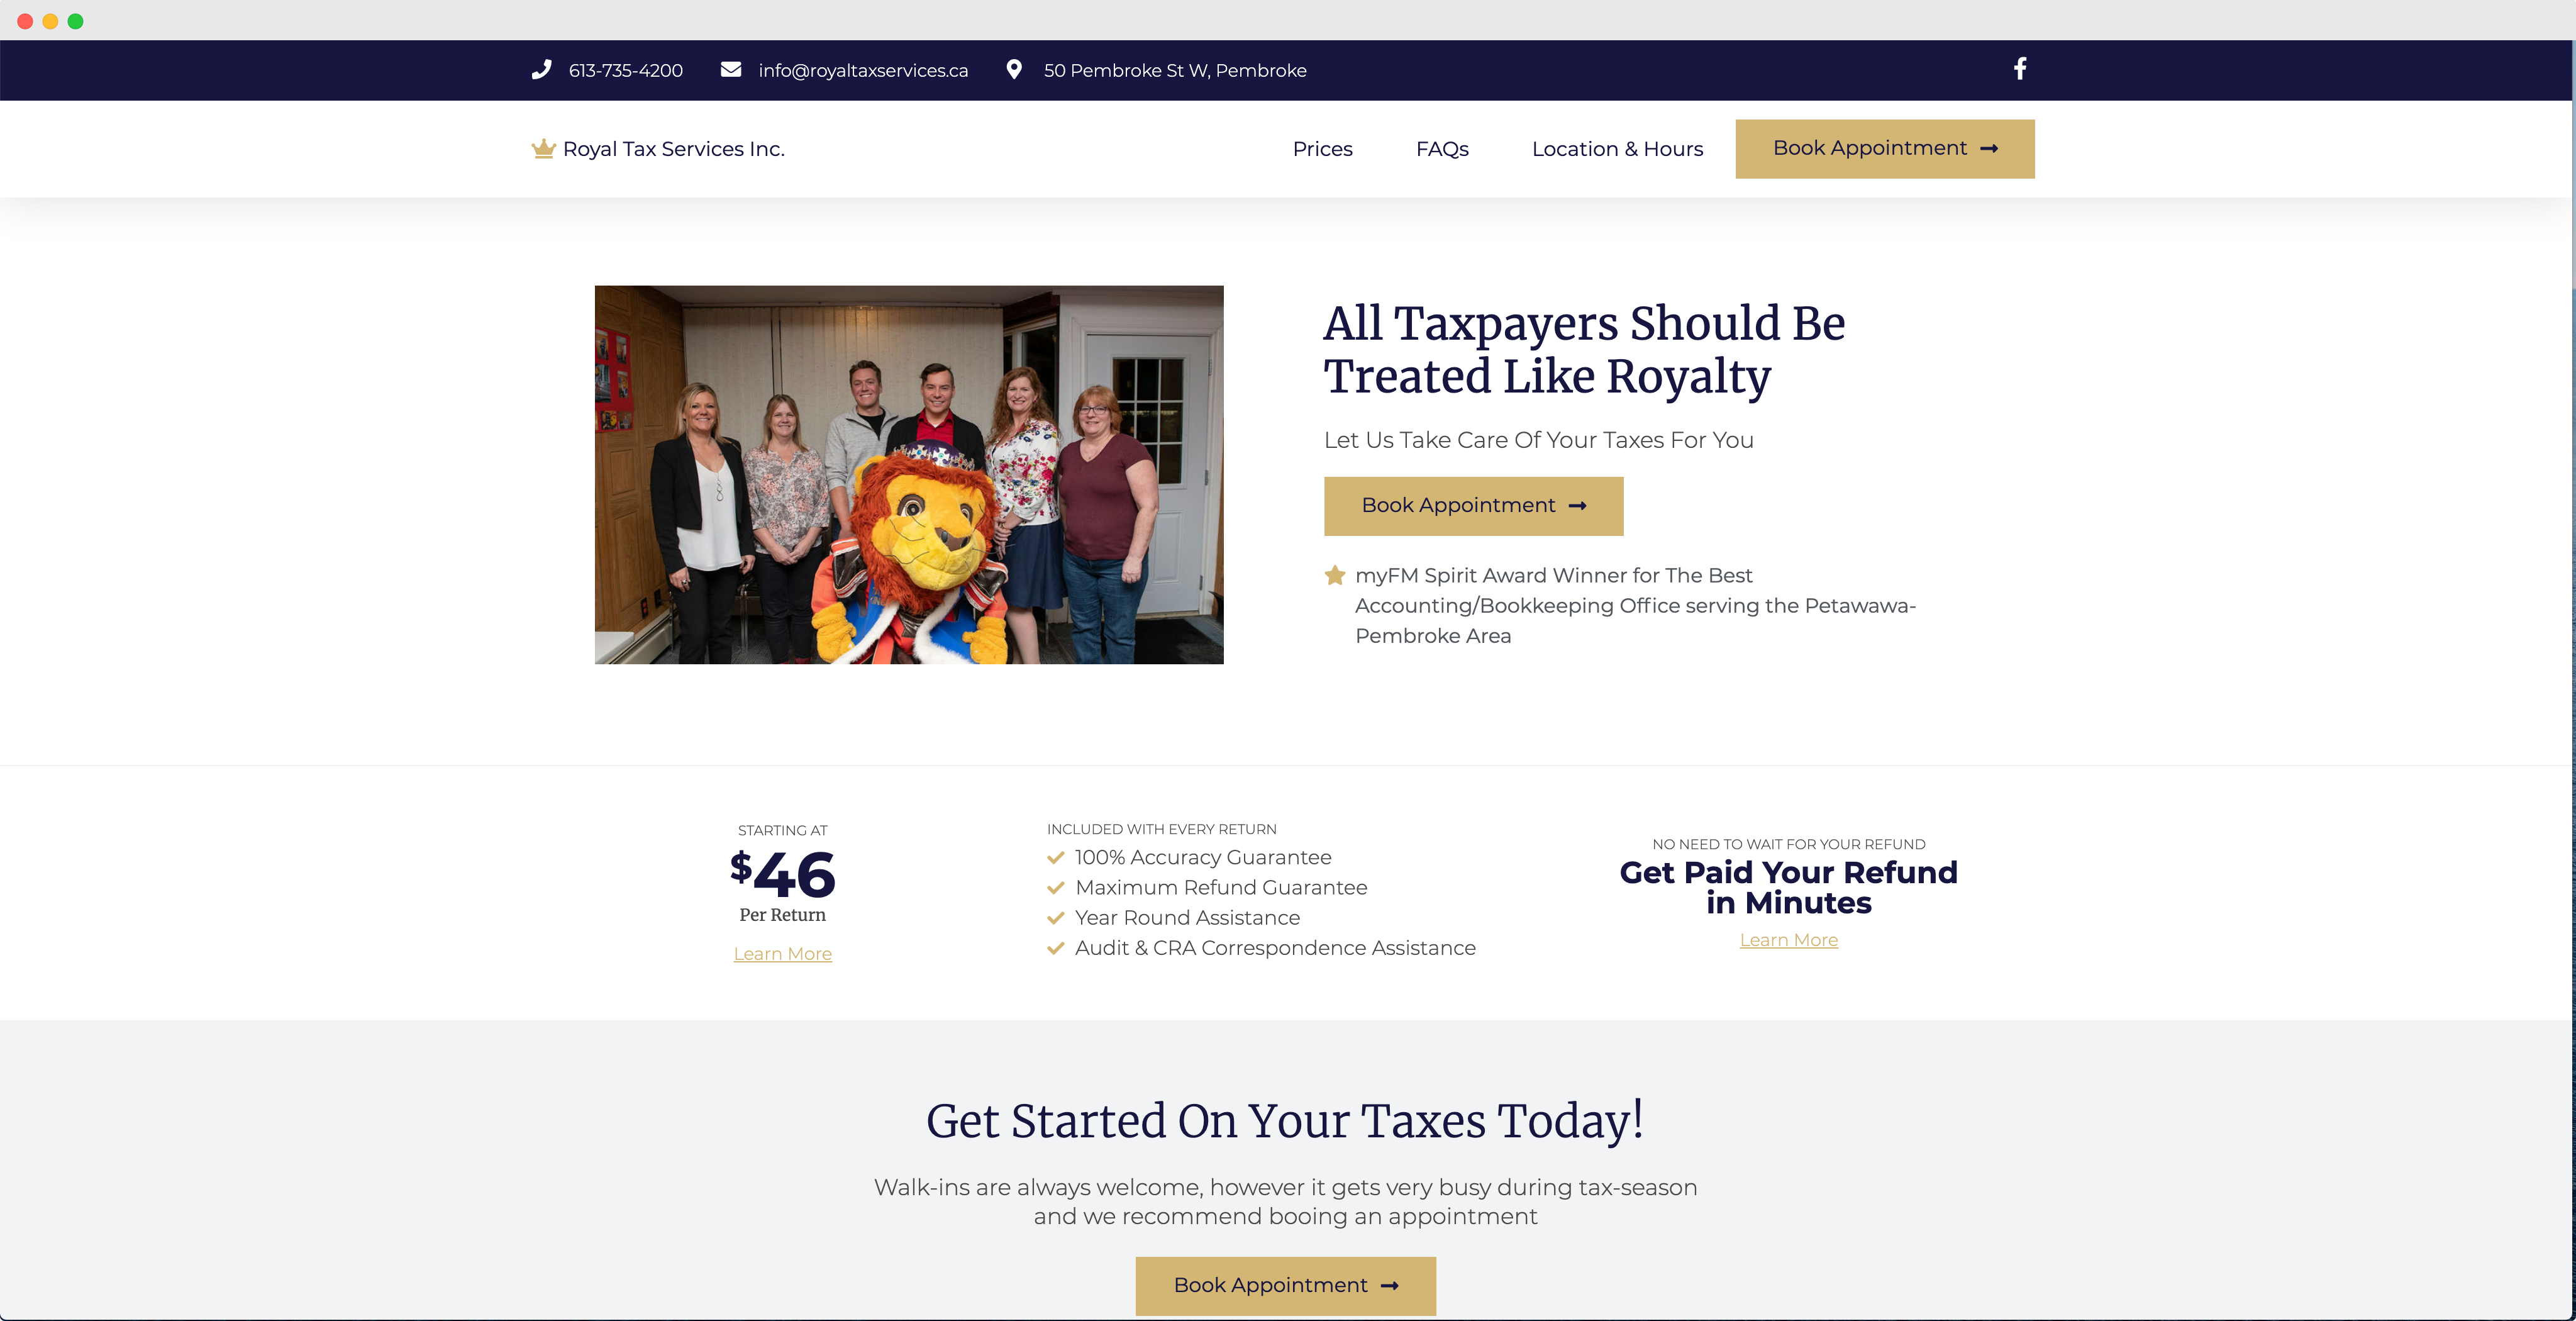 613-735-4200 info@royaltaxservices.ca 50 Pembroke St W, Pembroke
Royal Tax Services Inc. Prices FAQs Location & Hours Book Appointment
All Taxpayers Should Be
Treated Like Royalty
Let Us Take Care Of Your Taxes For You
Book Appointment
myFM Spirit Award Winner for The Best
Accounting/Bookkeeping Office serving the Petawawa-
Pembroke Area
STARTING AT
$46
Per Return
Learn More
INCLUDED WITH EVERY RETURN
100% Accuracy Guarantee
Maximum Refund Guarantee
Year Round Assistance
Audit & CRA Correspondence Assistance
NO NEED TO WAIT FOR YOUR REFUND
Get Paid Your Refund
in Minutes
Learn More
Get Started On Your Taxes Today!
Walk-ins are always welcome, however it gets very busy during tax-season
and we recommend booing an appointment
Book Appointment